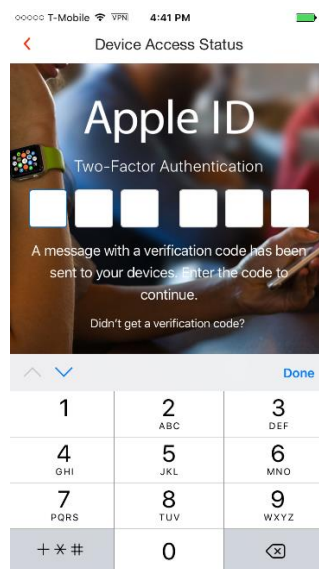 ooooo T-Mobile VPN 4:41 PM
Device Access Status
Apple ID
Two-Factor Authentication
A message with a verification code has been
sent to your devices. Enter the code to
continue.
Didn't get a verification code?
Done
1 2 3
ABC DEF
4 5 6
GHI JKL MNO
7 8 9
PQRS TUV WXYZ
+*# 0